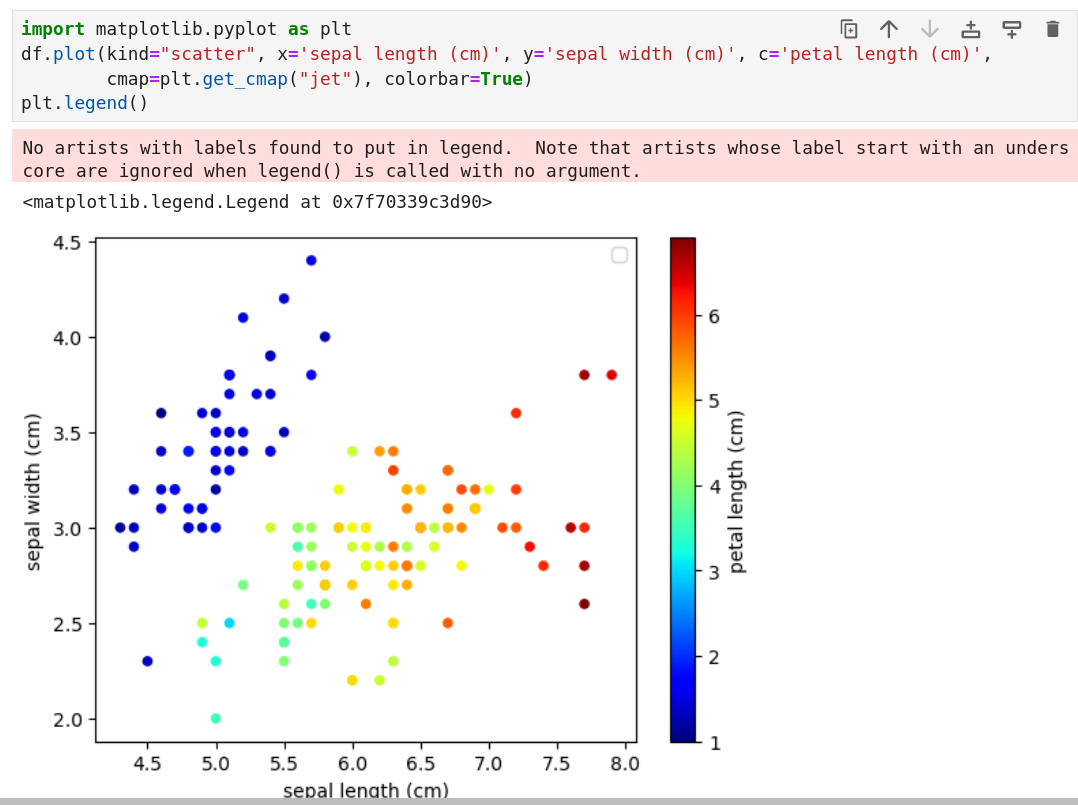 import matplotlib.pyplot as plt
df.plot(kind="scatter", x='sepal length (cm)', y='sepal width (cm)', c='petal length (cm)',
        cmap=plt.get_cmap("jet"), colorbar=True)
plt.legend()
No artists with labels found to put in legend.  Note that artists whose label start with an unders
core are ignored when legend() is called with no argument.
<matplotlib.legend.Legend at 0x7f70339c3d90>
4.5
4.0
3.5
3.0
2.5
2.0
sepal width (cm)
4.5 5.0 5.5 6.0 6.5 7.0 7.5 8.0
sepal length (cm)
6
5
4
3
2
1
petal length (cm)